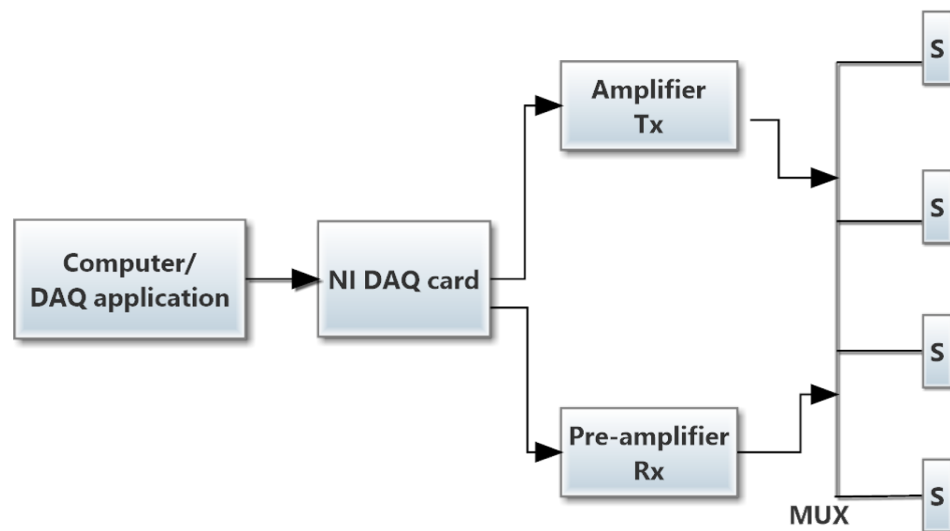 Computer/
DAQ application
NI DAQ card
Amplifier
Tx
Pre-amplifier
Rx
MUX
S
S
S
S